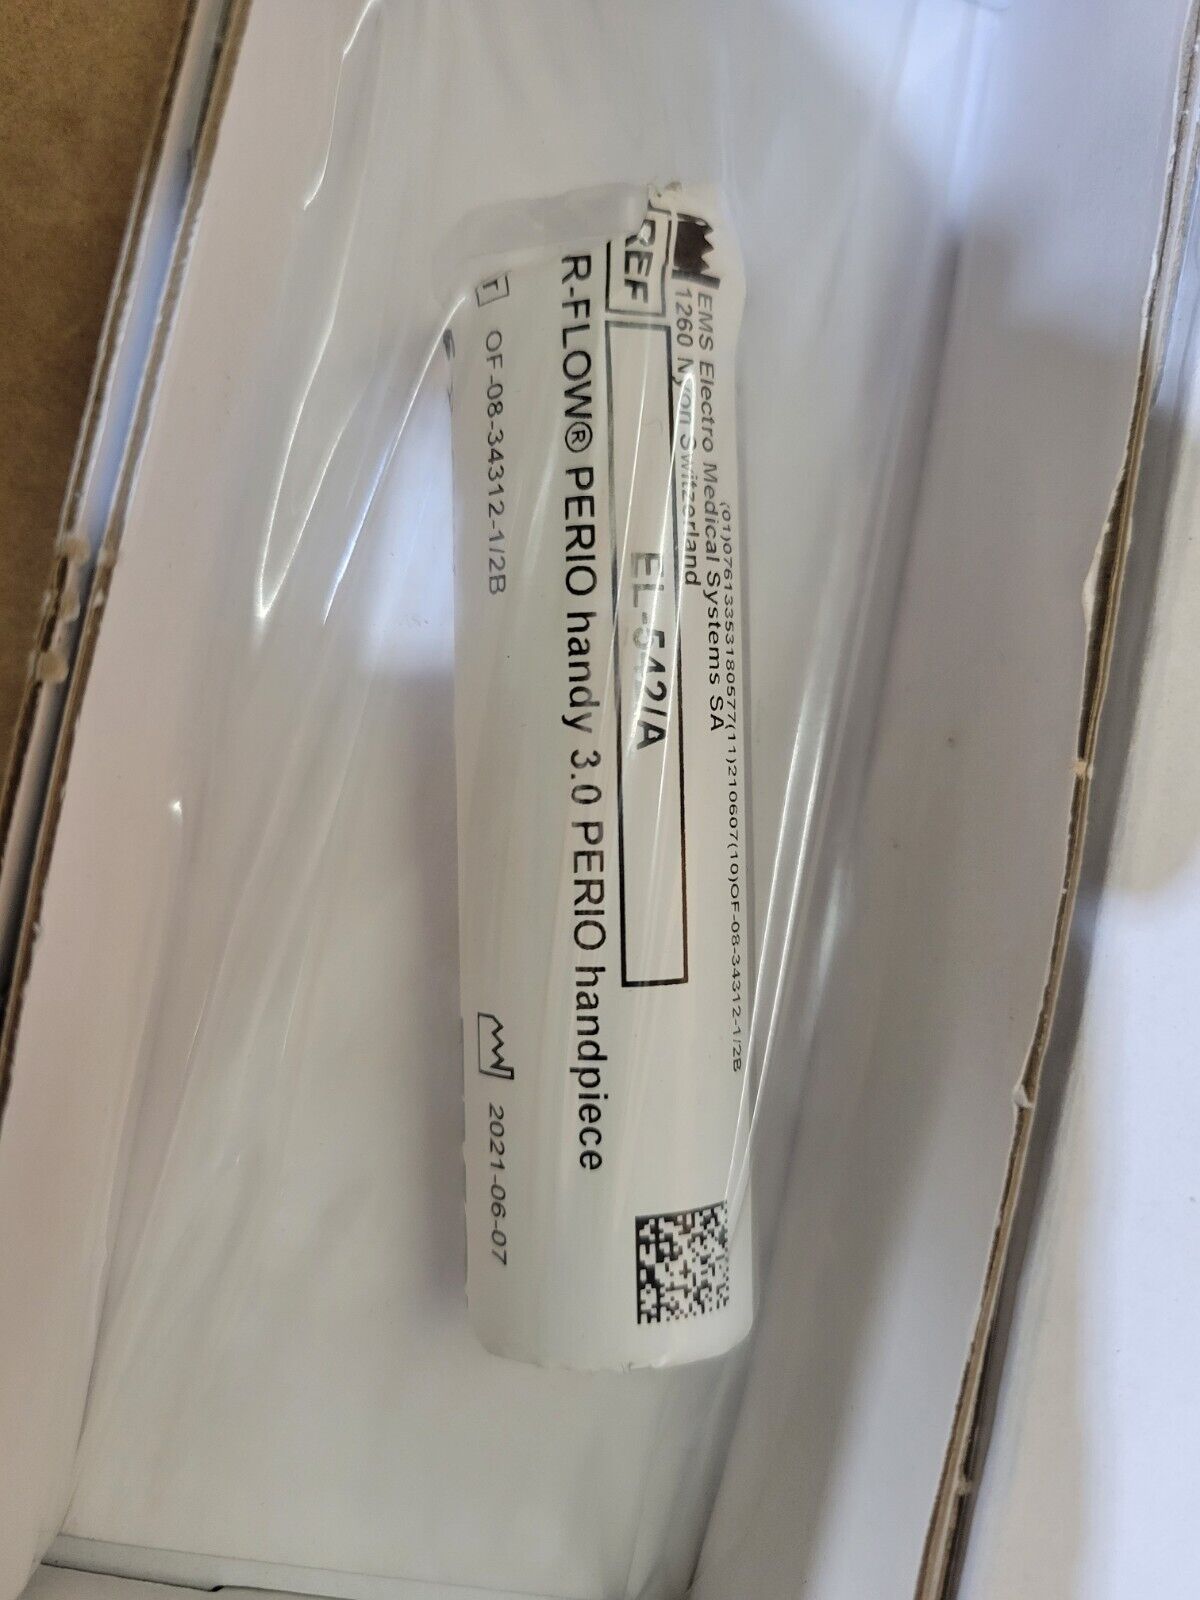 (01)07613353180577(11)210607(10)OF-08-34312-1/2B
EMS Electro Medical Systems SA
1260 Nyon Switzerland
REF
EL-542/A
R-FLOW® PERIO handy 3.0 PERIO handpiece
OF-08-34312-1/2B
2021-06-07